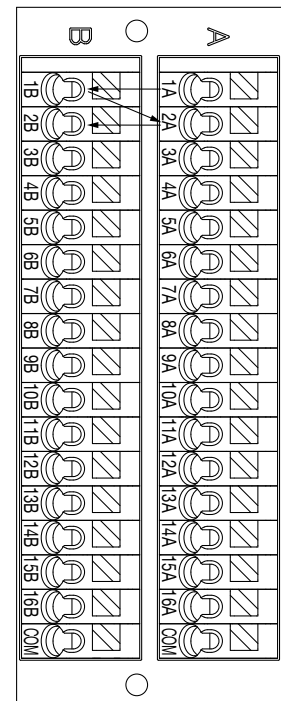 B A
1B 1A
2B 2A
3B 3A
4B 4A
5B 5A
6B 6A
7B 7A
8B 8A
9B 9A
10B 10A
11B 11A
12B 12A
13B 13A
14B 14A
15B 15A
16B 16A
COM COM